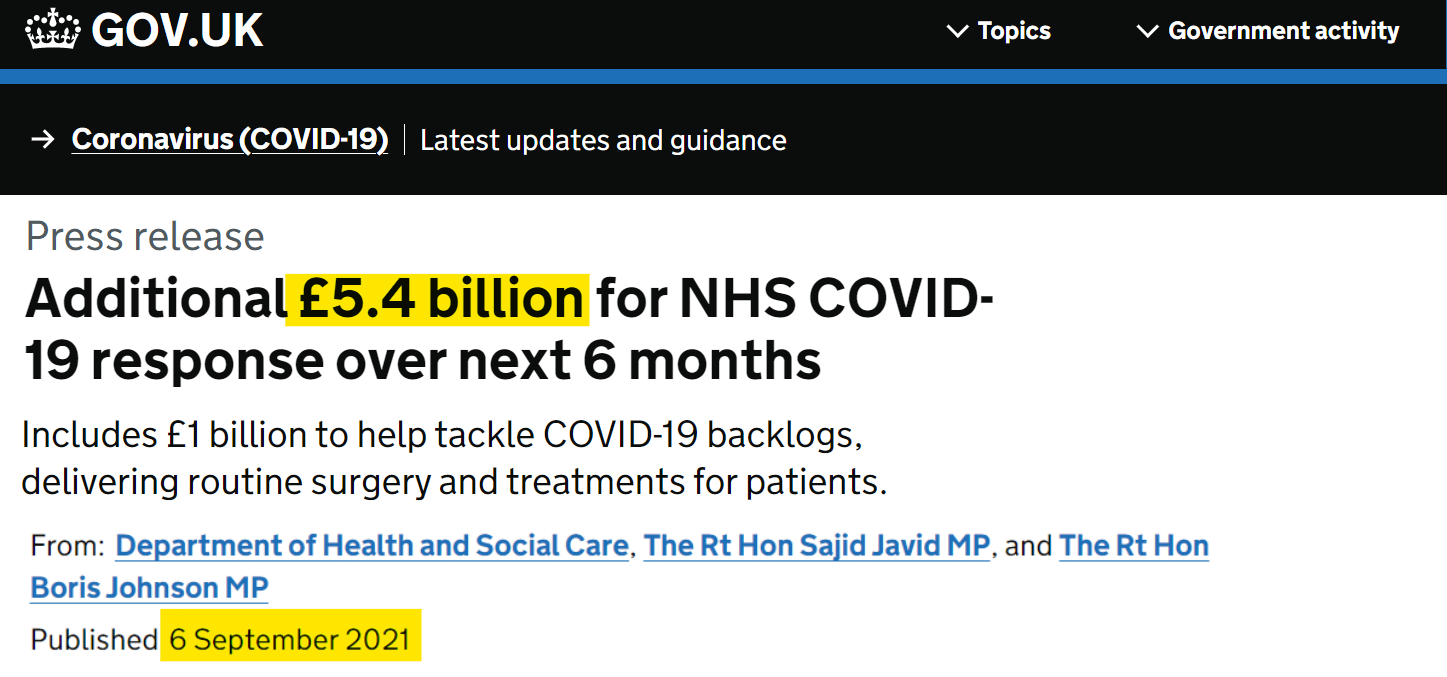 GOV.UK
Topics
Government activity
→ Coronavirus (COVID-19) | Latest updates and guidance
Press release
Additional £5.4 billion for NHS COVID-
19 response over next 6 months
Includes £1 billion to help tackle COVID-19 backlogs,
delivering routine surgery and treatments for patients.
From: Department of Health and Social Care, The Rt Hon Sajid Javid MP, and The Rt Hon
Boris Johnson MP
Published 6 September 2021